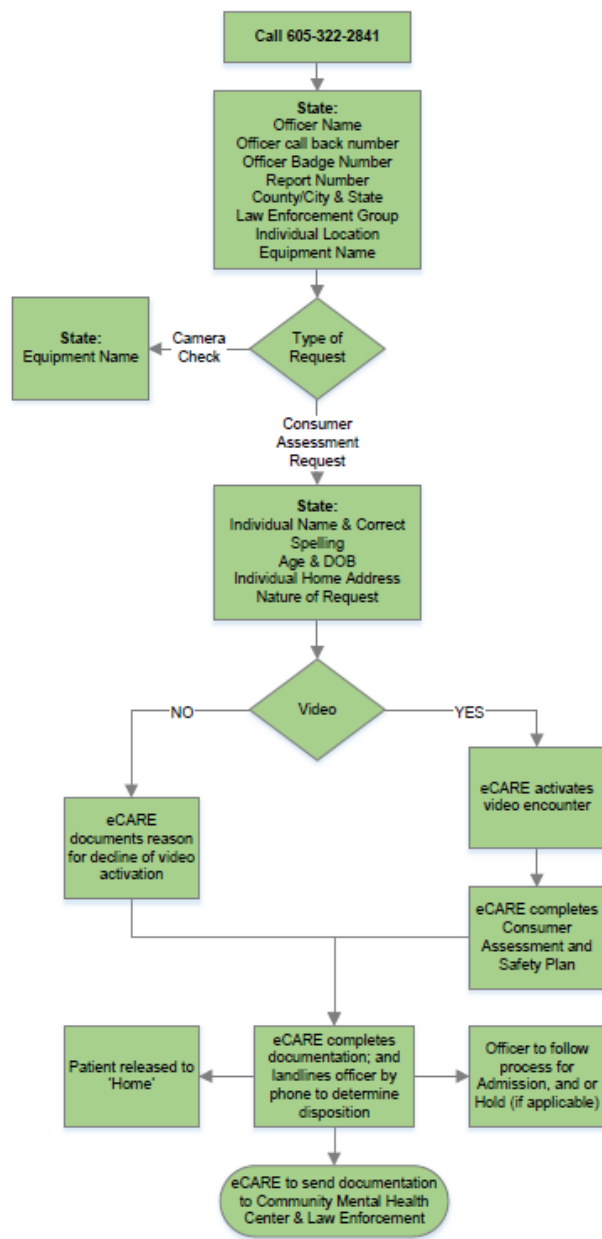 Call 605-322-2841
State:
Officer Name
Officer call back number
Officer Badge Number
Report Number
County/City & State
Law Enforcement Group
Individual Location
Equipment Name
State:
Equipment Name
Camera
Check
Type of
Request
Consumer
Assessment
Request
State:
Individual Name & Correct
Spelling
Age & DOB
Individual Home Address
Nature of Request
NO
Video
YES
eCARE
documents reason
for decline of video
activation
eCARE activates
video encounter
eCARE completes
Consumer
Assessment and
Safety Plan
Patient released to
'Home'
eCARE completes
documentation; and
landlines officer by
phone to determine
disposition
Officer to follow
process for
Admission, and or
Hold (if applicable)
eCARE to send documentation
to Community Mental Health
Center & Law Enforcement